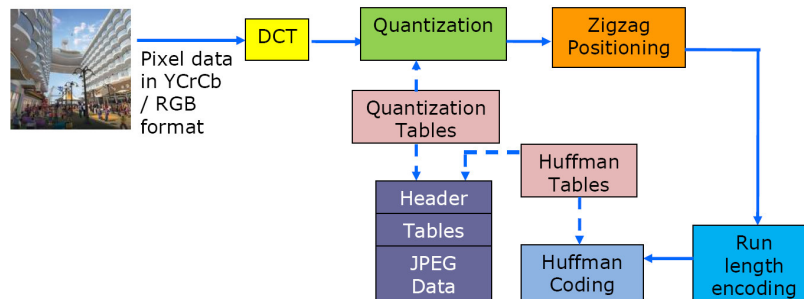 Pixel data
in YCrCb
/ RGB
format
DCT
Quantization
Zigzag
Positioning
Quantization
Tables
Huffman
Tables
Header
Tables
JPEG
Data
Huffman
Coding
Run
length
encoding